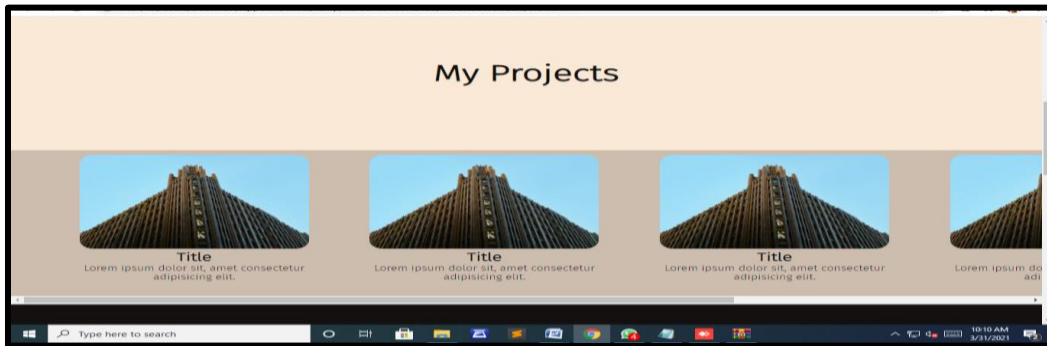 My Projects
Title
Lorem ipsum dolor sit, amet consectetur
adipisicing elit.
Title
Lorem ipsum dolor sit, amet consectetur
adipisicing elit.
Title
Lorem ipsum dolor sit, amet consectetur
adipisicing elit.
Lorem ipsum do
adi
Type here to search
10:10 AM
3/31/2021